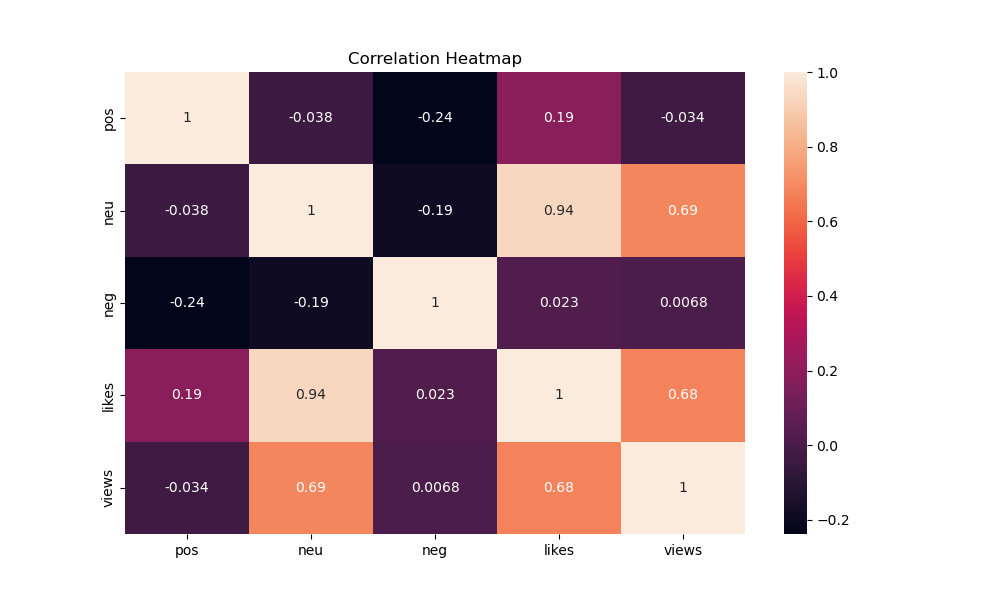 Correlation Heatmap
pos 1 -0.038 -0.24 0.19 -0.034
neu -0.038 1 -0.19 0.94 0.69
neg -0.24 -0.19 1 0.023 0.0068
likes 0.19 0.94 0.023 1 0.68
views -0.034 0.69 0.0068 0.68 1
pos neu neg likes views
1.0
0.8
0.6
0.4
0.2
0.0
−0.2